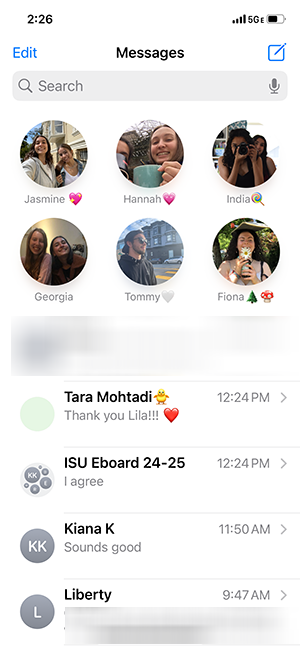 2:26
5GE
Edit
Messages
Search
Jasmine 💖
Hannah💗
India🍭
Georgia
Tommy🤍
Fiona🌲🍄
Tara Mohtadi🐥
12:24 PM
Thank you Lila!!! ❤️
ISU Eboard 24-25
12:24 PM
KK
I agree
Kiana K
11:50 AM
KK
Sounds good
Liberty
9:47 AM
L